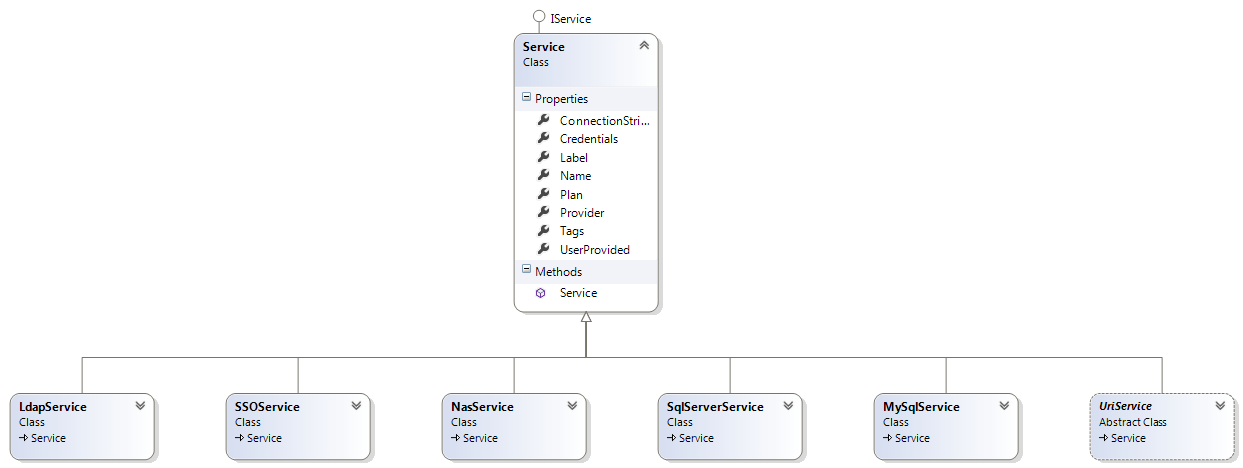 IService
Service
Class
Properties
ConnectionStri...
Credentials
Label
Name
Plan
Provider
Tags
UserProvided
Methods
Service
LdapService
Class
Service
SSOService
Class
Service
NasService
Class
Service
SqlServerService
Class
Service
MySqlService
Class
Service
UriService
Abstract Class
Service